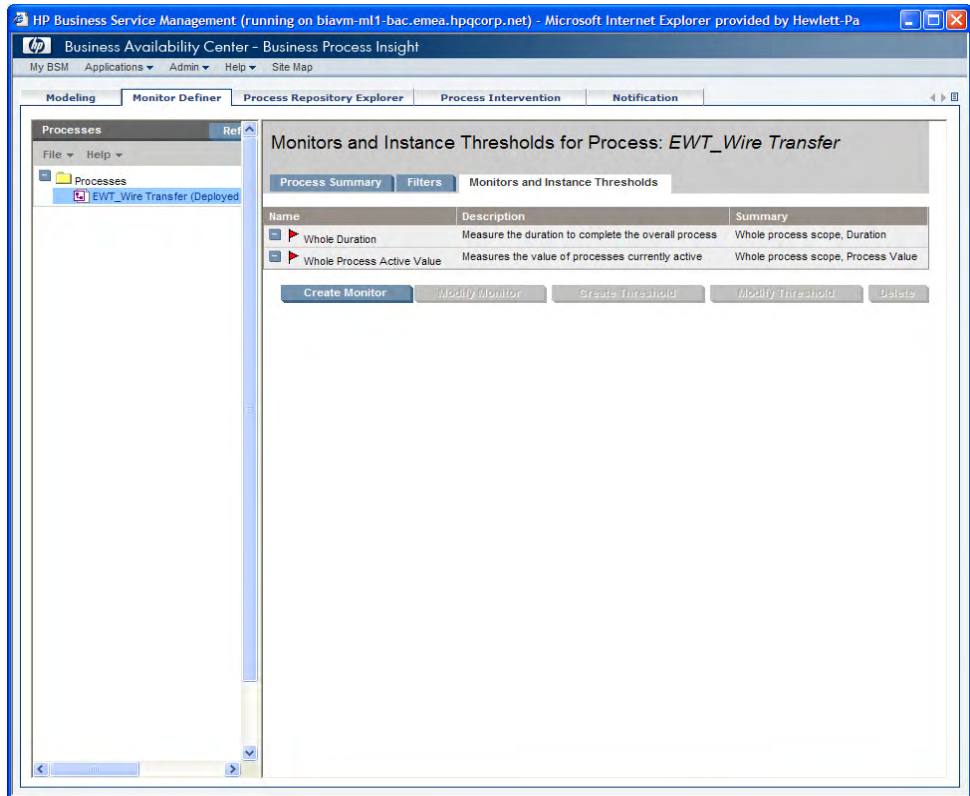 HP Business Service Management (running on biavm-ml1-bac.emea.hpqcorp.net) - Microsoft Internet Explorer provided by Hewlett-Pa
hp Business Availability Center - Business Process Insight
My BSM Applications Admin Help Site Map
Modeling Monitor Definer Process Repository Explorer Process Intervention Notification
Processes Ref
File Help
Processes
EWT_Wire Transfer (Deployed
Monitors and Instance Thresholds for Process: EWT_Wire Transfer
Process Summary Filters Monitors and Instance Thresholds
Name Description Summary
Whole Duration Measure the duration to complete the overall process Whole process scope, Duration
Whole Process Active Value Measures the value of processes currently active Whole process scope, Process Value
Create Monitor Modify Monitor Create Threshold Modify Threshold Delete